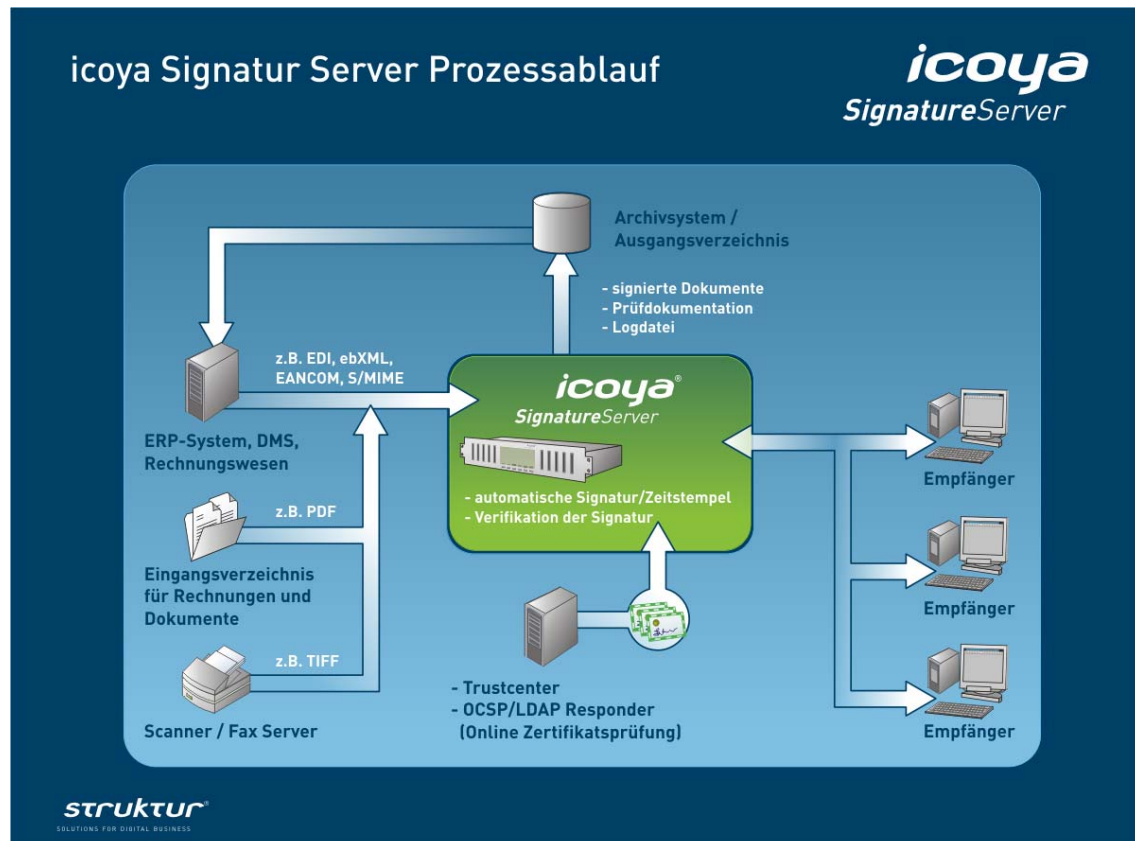 icoya Signatur Server Prozessablauf
icoya
SignatureServer
Archivsystem /
Ausgangsverzeichnis
- signierte Dokumente
- Prüfdokumentation
- Logdatei
z.B. EDI, ebXML,
EANCOM, S/MIME
ERP-System, DMS,
Rechnungswesen
z.B. PDF
Eingangsverzeichnis
für Rechnungen und
Dokumente
z.B. TIFF
Scanner / Fax Server
icoya®
SignatureServer
- automatische Signatur/Zeitstempel
- Verifikation der Signatur
- Trustcenter
- OCSP/LDAP Responder
(Online Zertifikatsprüfung)
Empfänger
Empfänger
Empfänger
struktur®
SOLUTIONS FOR DIGITAL BUSINESS